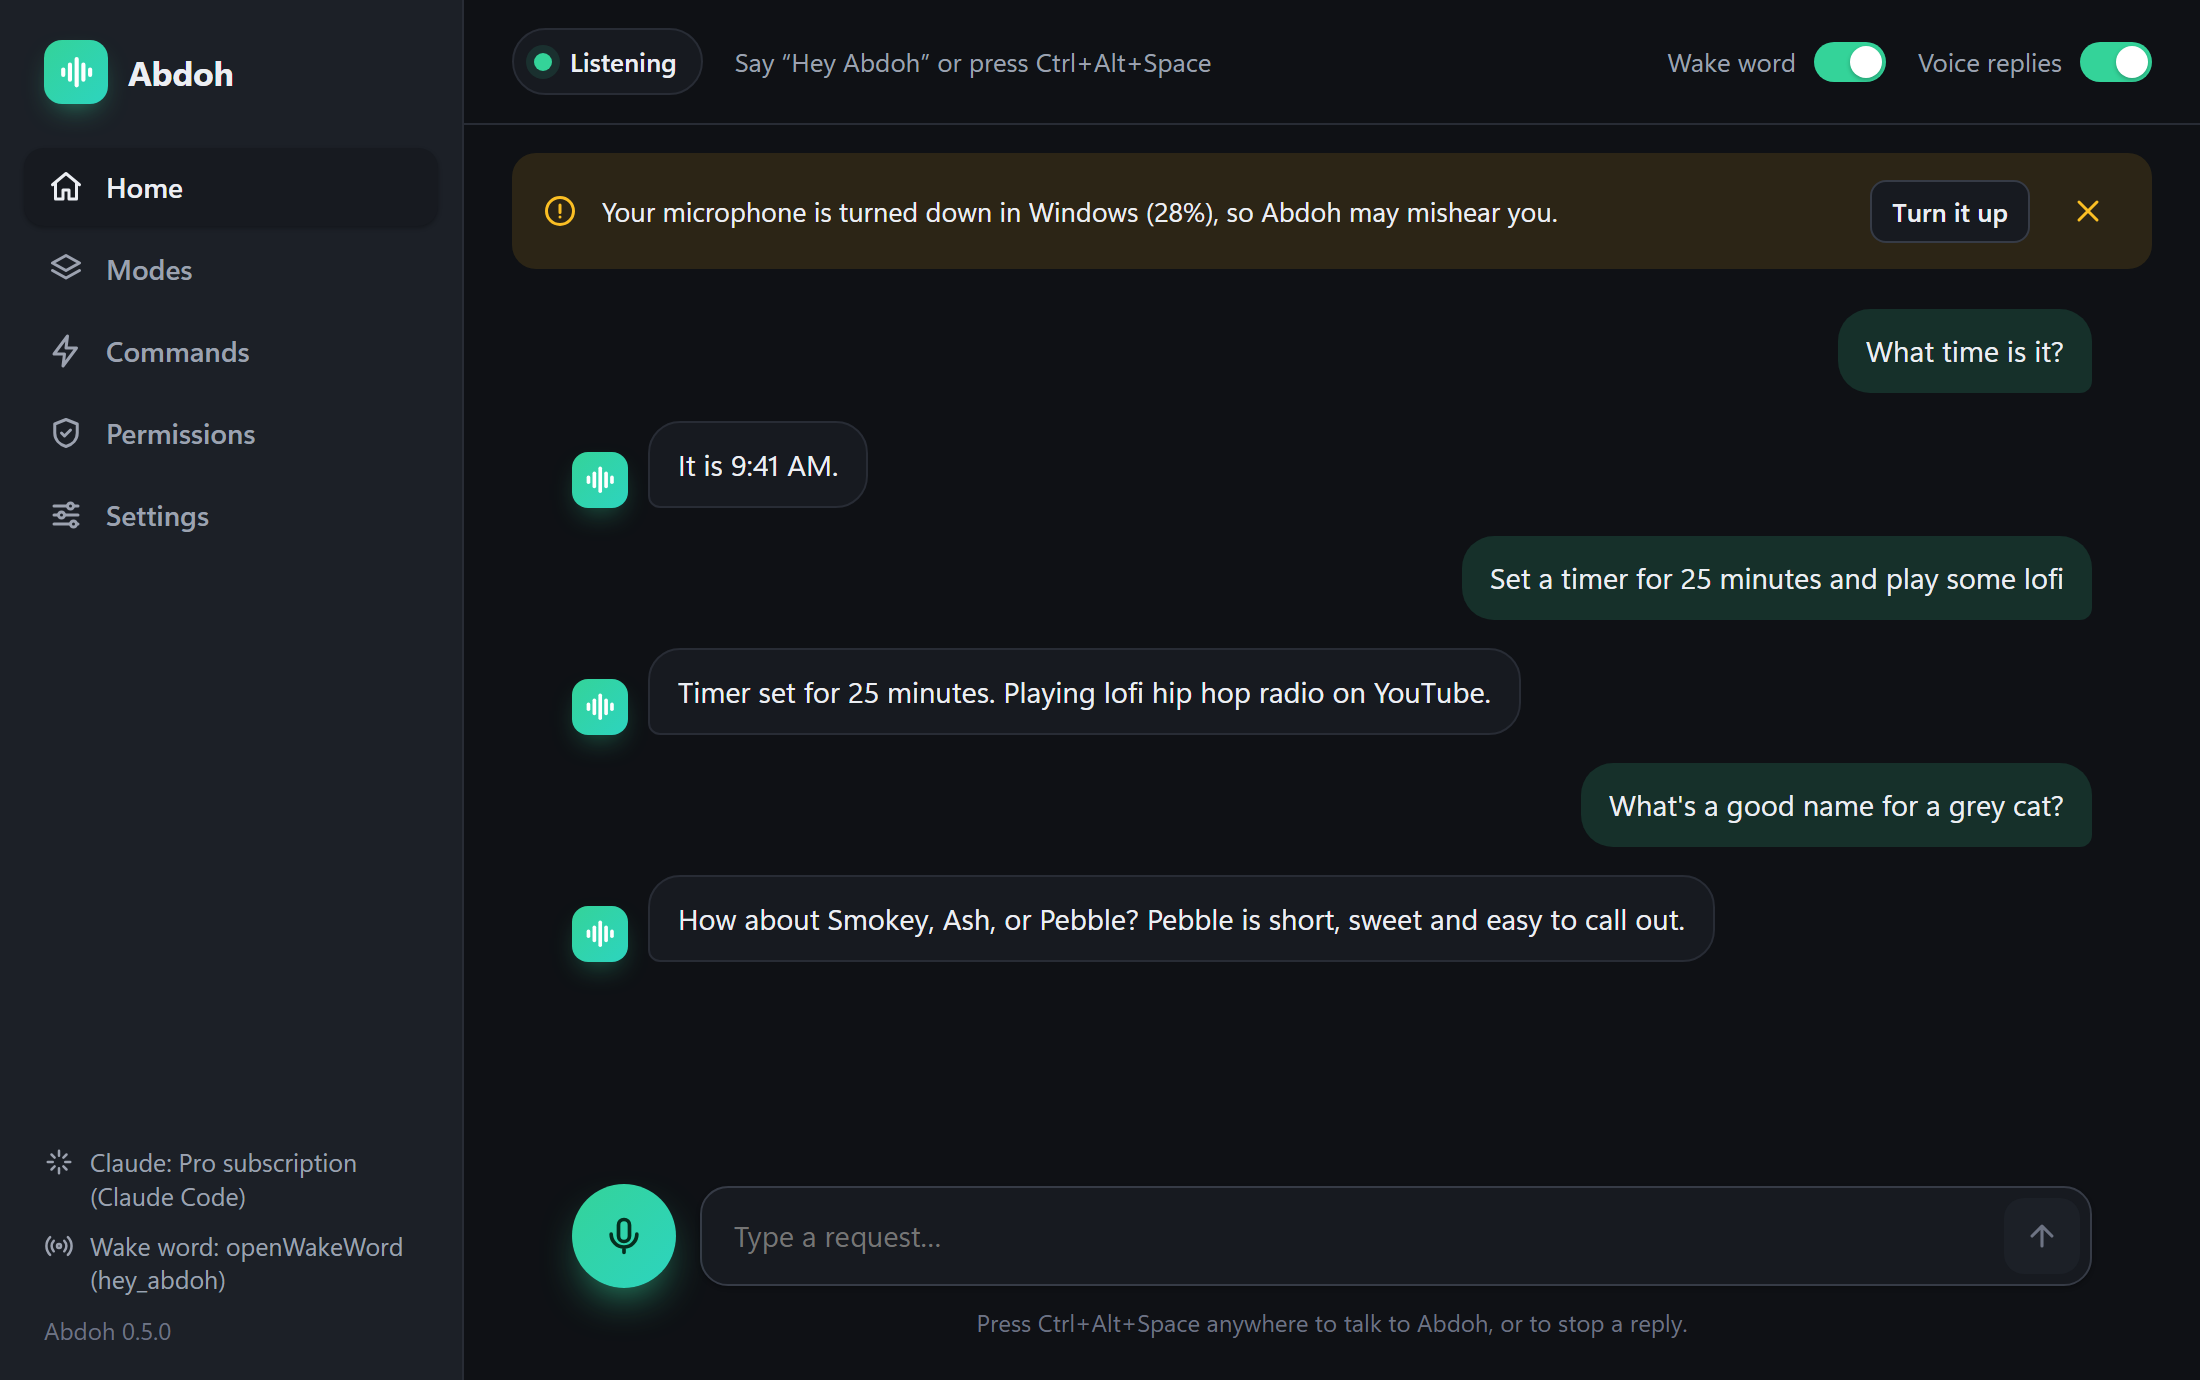 Abdoh
Home
Modes
Commands
Permissions
Settings
Claude: Pro subscription
(Claude Code)
Wake word: openWakeWord
(hey_abdoh)
Abdoh 0.5.0
Listening
Say “Hey Abdoh” or press Ctrl+Alt+Space
Wake word
Voice replies
Your microphone is turned down in Windows (28%), so Abdoh may mishear you.
Turn it up
What time is it?
It is 9:41 AM.
Set a timer for 25 minutes and play some lofi
Timer set for 25 minutes. Playing lofi hip hop radio on YouTube.
What's a good name for a grey cat?
How about Smokey, Ash, or Pebble? Pebble is short, sweet and easy to call out.
Type a request...
Press Ctrl+Alt+Space anywhere to talk to Abdoh, or to stop a reply.